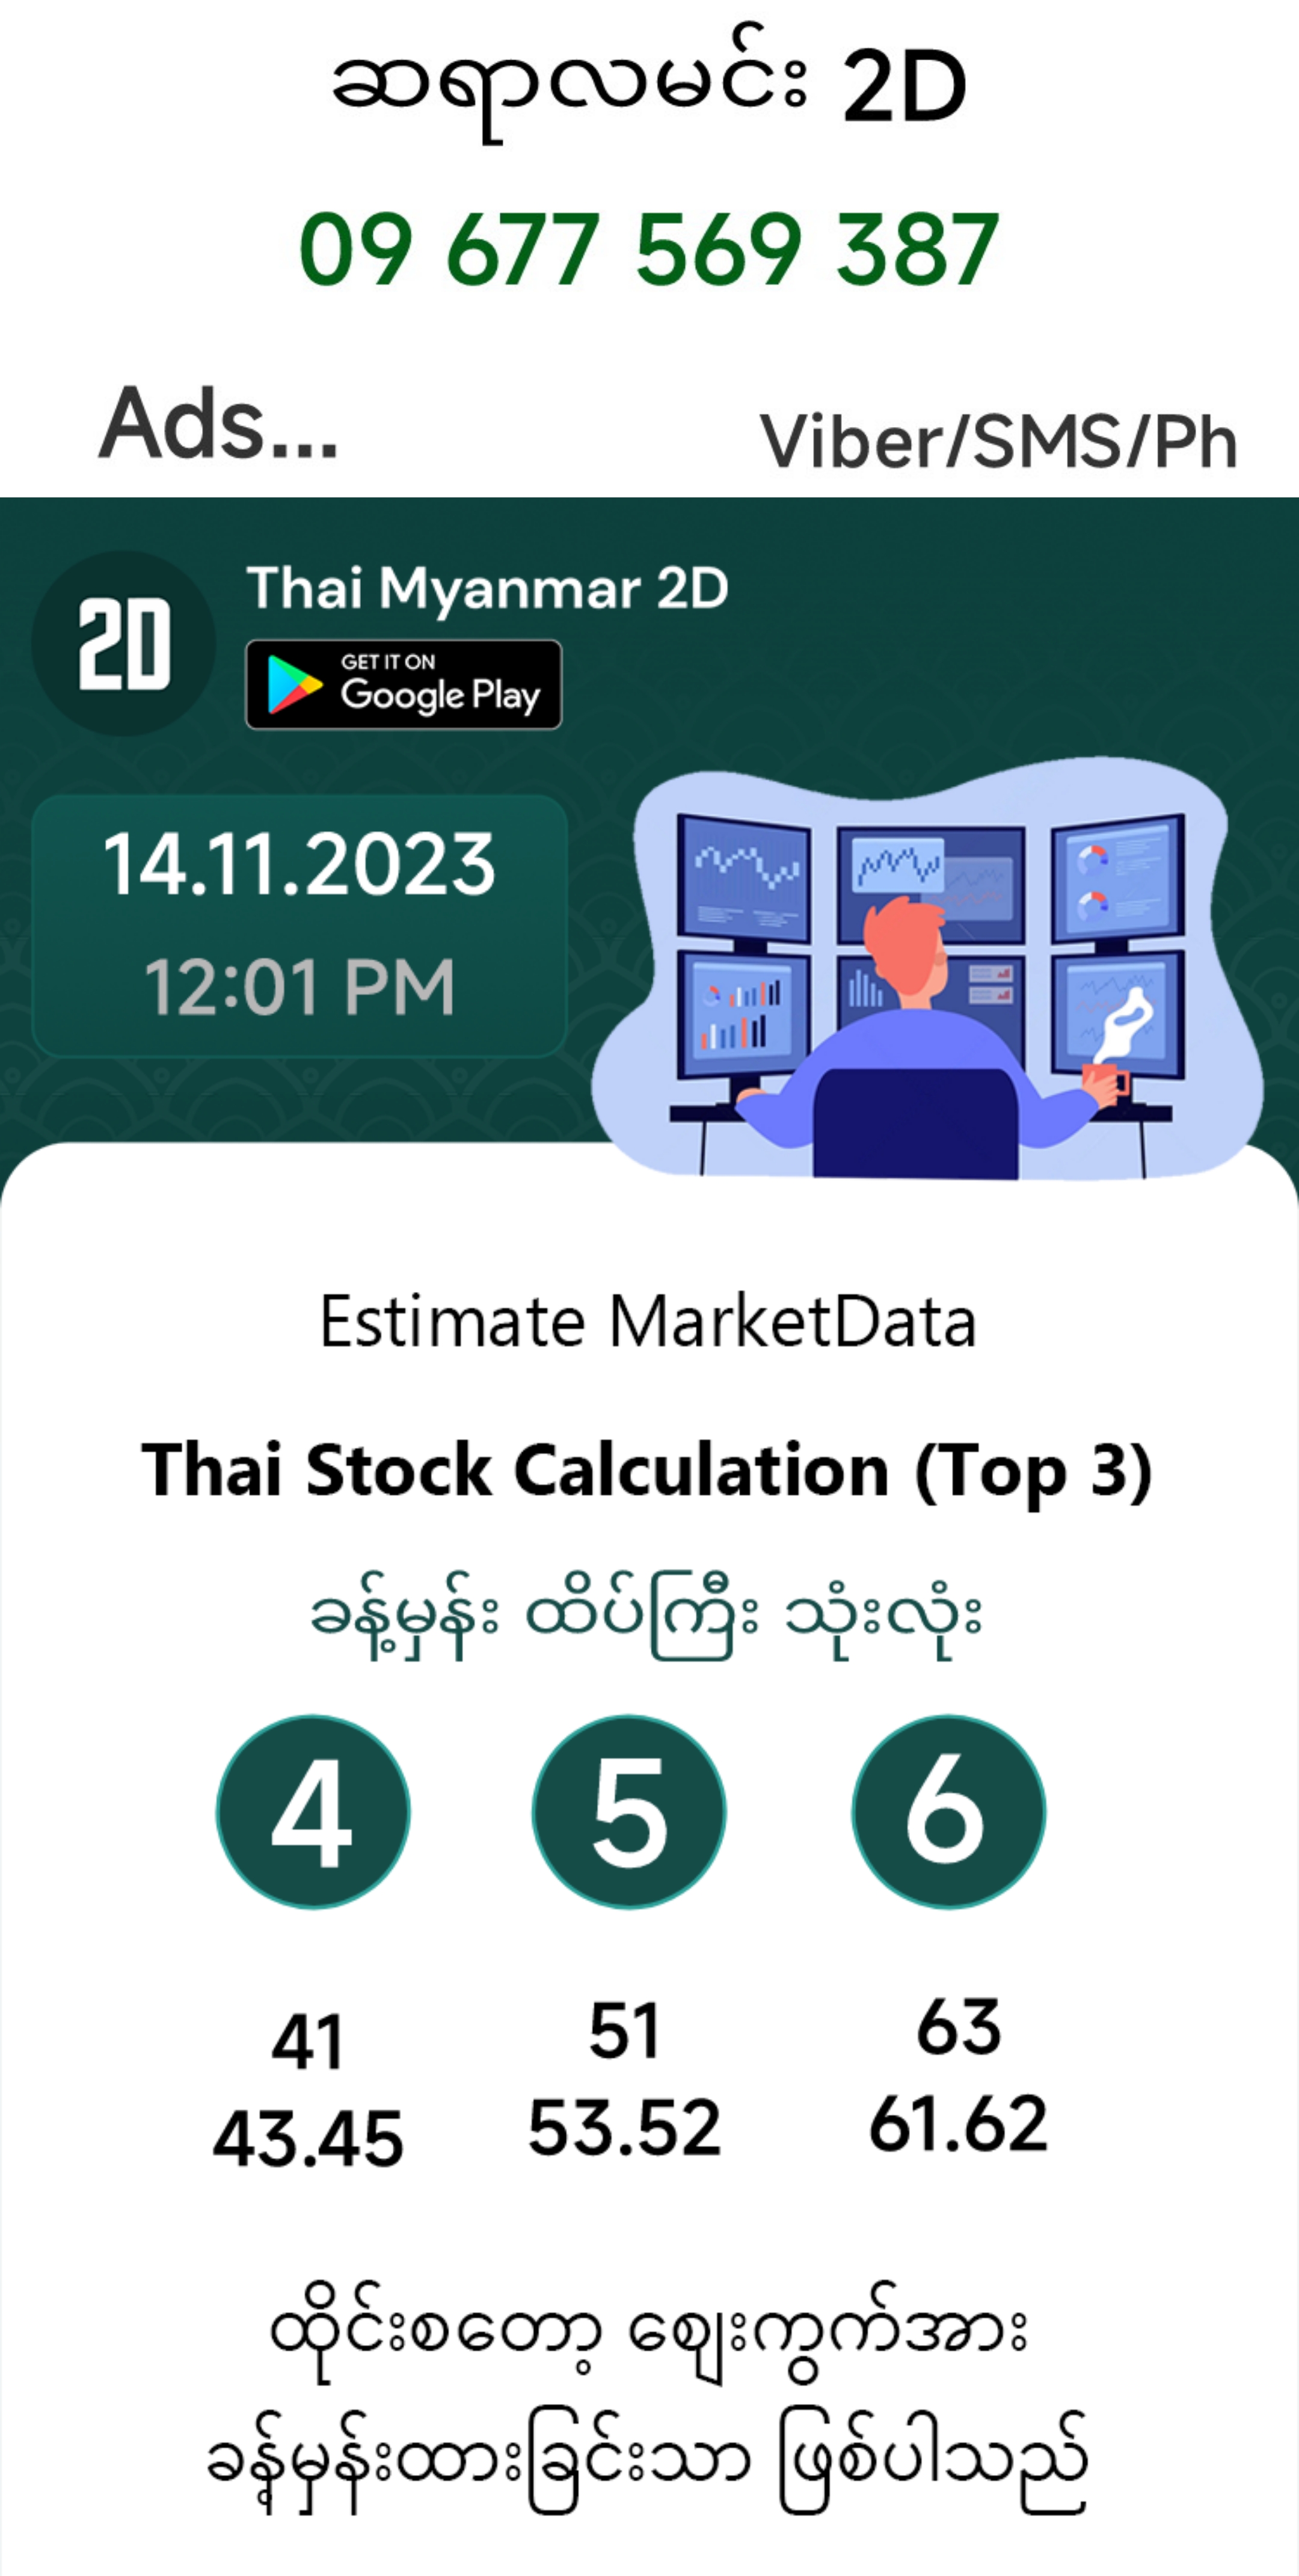 ဆရာလမင်း 2D
09 677 569 387
Ads...
Viber/SMS/Ph
2D
Thai Myanmar 2D
GET IT ON
Google Play
14.11.2023
12:01 PM
Estimate MarketData
Thai Stock Calculation (Top 3)
ခန့်မှန်း ထိပ်ကြီး သုံးလုံး
4 5 6
41 51 63
43.45 53.52 61.62
ထိုင်းစတော့ ဈေးကွက်အား
ခန့်မှန်းထားခြင်းသာ ဖြစ်ပါသည်